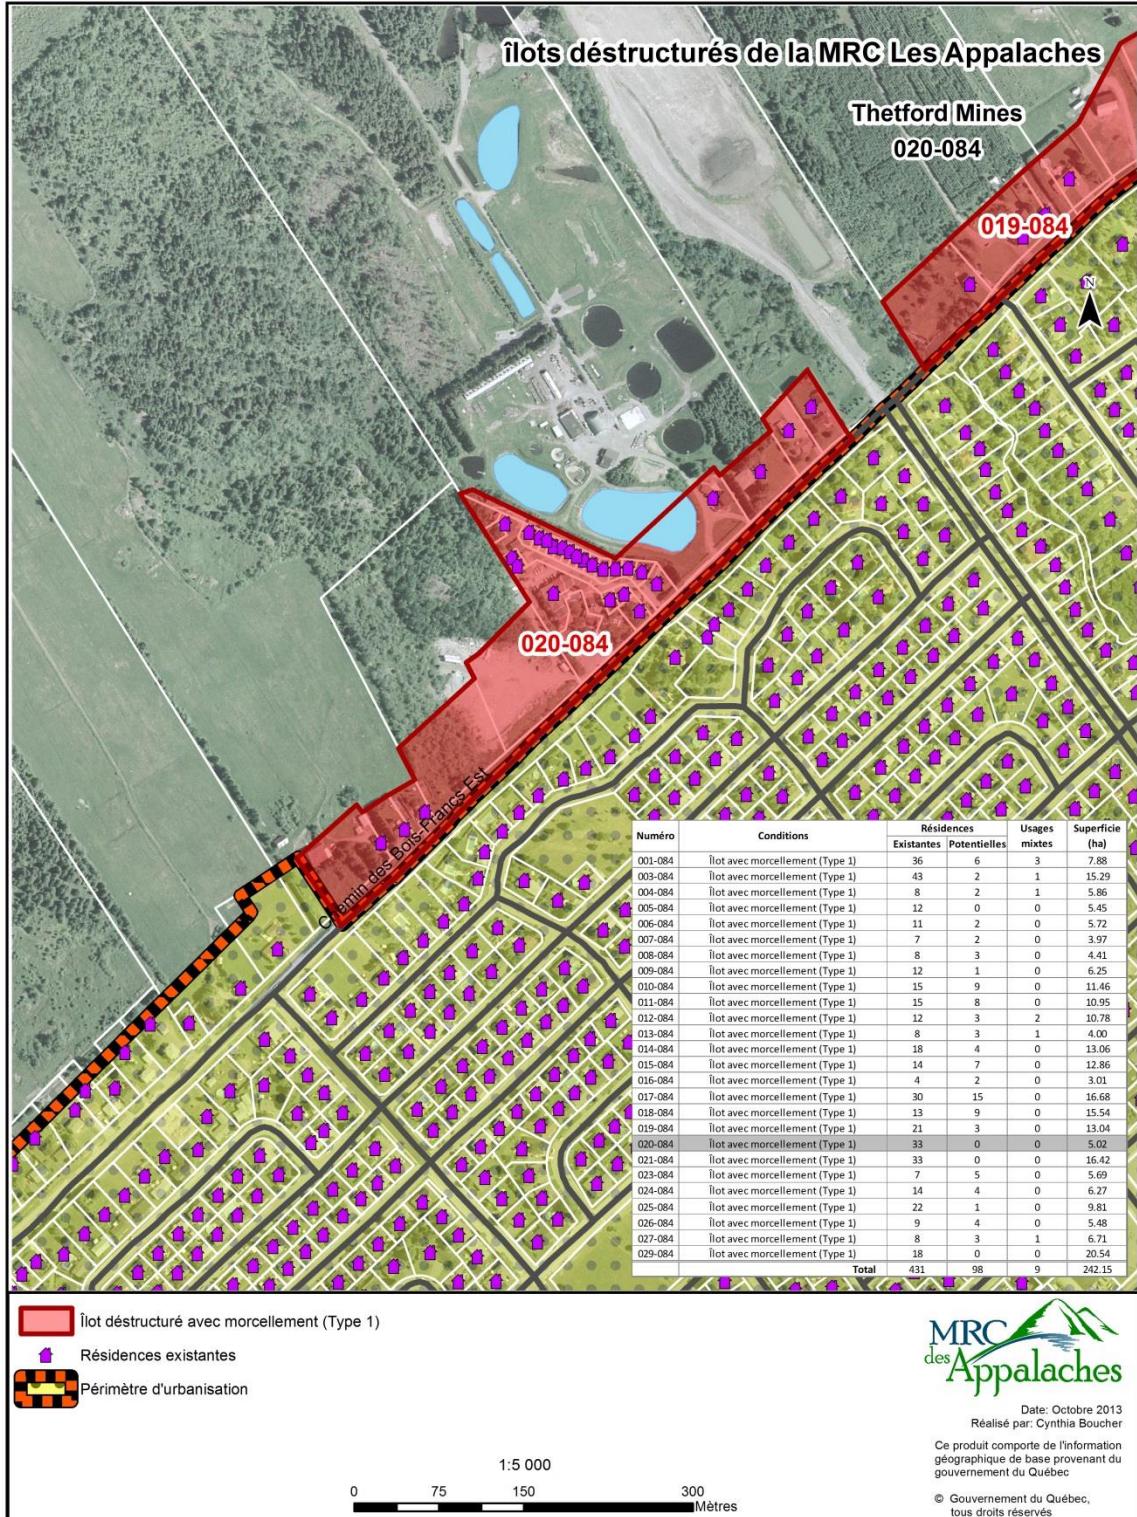 îlots déstructurés de la MRC Les Appalaches
Thetford Mines
020-084
019-084
N
020-084
Chemin des Bois-Francs Est
Numéro Conditions Résidences Usages mixtes Superficie (ha)
Existantes Potentielles
001-084 Îlot avec morcellement (Type 1) 36 6 3 7.88
003-084 Îlot avec morcellement (Type 1) 43 2 1 15.29
004-084 Îlot avec morcellement (Type 1) 8 2 1 5.86
005-084 Îlot avec morcellement (Type 1) 12 0 0 5.45
006-084 Îlot avec morcellement (Type 1) 11 2 0 5.72
007-084 Îlot avec morcellement (Type 1) 7 2 0 3.97
008-084 Îlot avec morcellement (Type 1) 8 3 0 4.41
009-084 Îlot avec morcellement (Type 1) 12 1 0 6.25
010-084 Îlot avec morcellement (Type 1) 15 9 0 11.46
011-084 Îlot avec morcellement (Type 1) 15 8 0 10.95
012-084 Îlot avec morcellement (Type 1) 12 3 2 10.78
013-084 Îlot avec morcellement (Type 1) 8 3 1 4.00
014-084 Îlot avec morcellement (Type 1) 18 4 0 13.06
015-084 Îlot avec morcellement (Type 1) 14 7 0 12.86
016-084 Îlot avec morcellement (Type 1) 4 2 0 3.01
017-084 Îlot avec morcellement (Type 1) 30 15 0 16.68
018-084 Îlot avec morcellement (Type 1) 13 9 0 15.54
019-084 Îlot avec morcellement (Type 1) 21 3 0 13.04
020-084 Îlot avec morcellement (Type 1) 33 0 0 5.02
021-084 Îlot avec morcellement (Type 1) 33 0 0 16.42
023-084 Îlot avec morcellement (Type 1) 7 5 0 5.69
024-084 Îlot avec morcellement (Type 1) 14 4 0 6.27
025-084 Îlot avec morcellement (Type 1) 22 1 0 9.81
026-084 Îlot avec morcellement (Type 1) 9 4 0 5.48
027-084 Îlot avec morcellement (Type 1) 8 3 1 6.71
029-084 Îlot avec morcellement (Type 1) 18 0 0 20.54
Total 431 98 9 242.15
Îlot déstructuré avec morcellement (Type 1)
Résidences existantes
Périmètre d'urbanisation
MRC
des Appalaches
Date: Octobre 2013
Réalisé par: Cynthia Boucher
Ce produit comporte de l'information
géographique de base provenant du
gouvernement du Québec
© Gouvernement du Québec,
tous droits réservés
1:5 000
0 75 150 300
Mètres